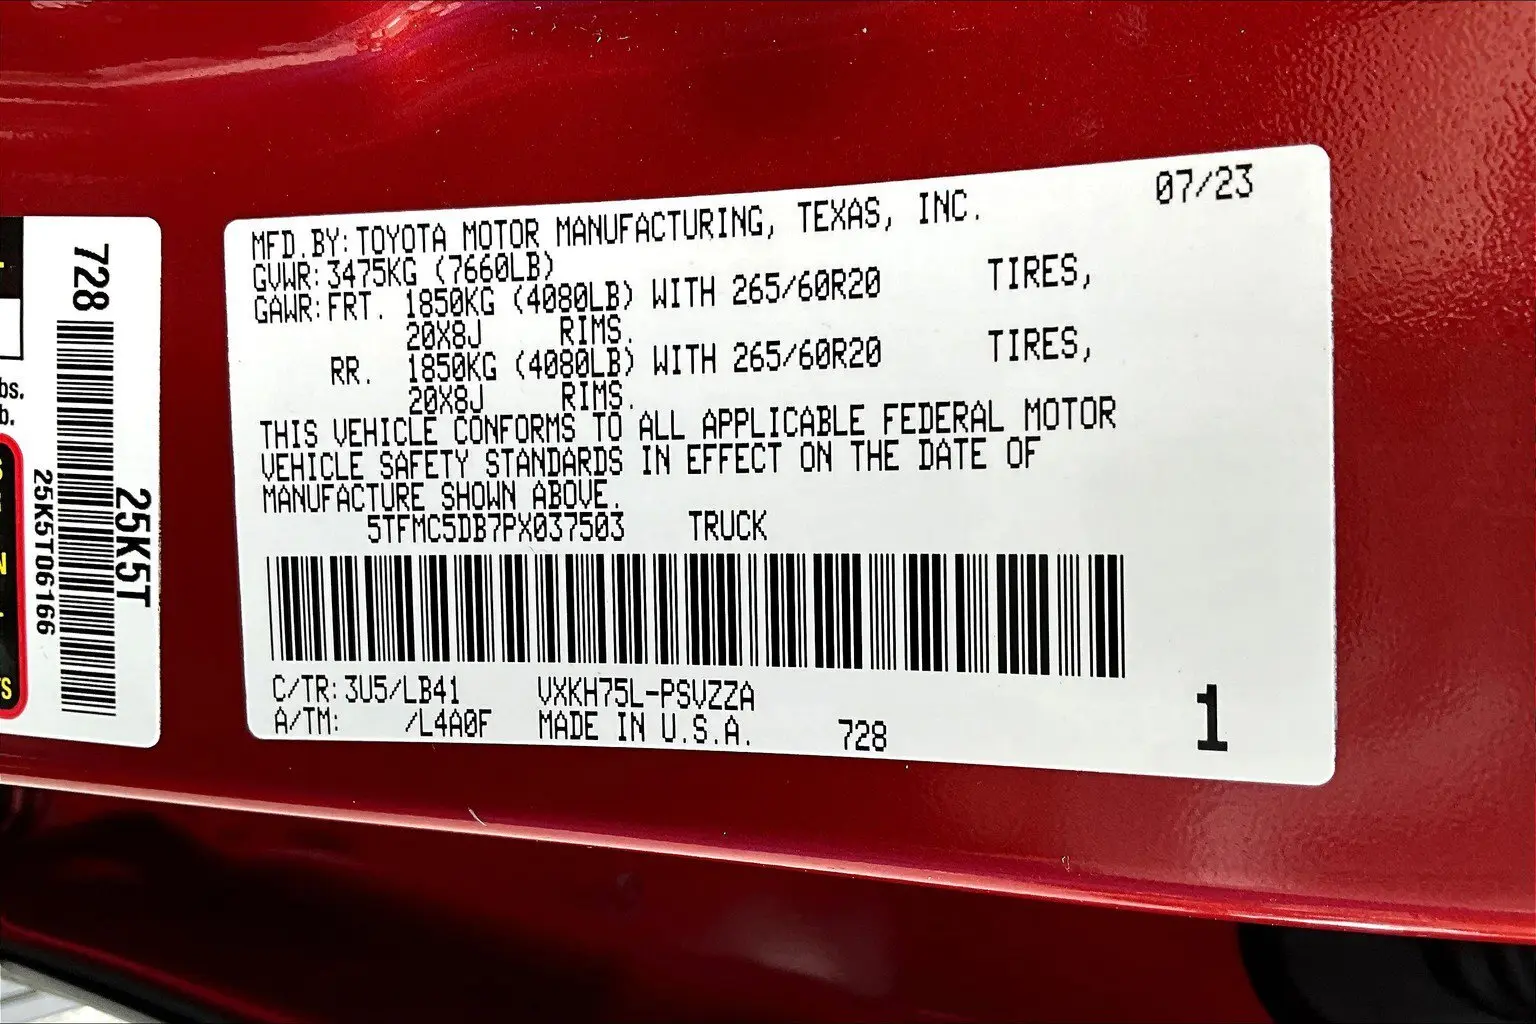 07/23
MFD.BY:TOYOTA MOTOR MANUFACTURING, TEXAS, INC.
GVWR:3475KG (7660LB)
GAWR:FRT. 1850KG (4080LB) WITH 265/60R20 TIRES,
20X8J RIMS.
RR. 1850KG (4080LB) WITH 265/60R20 TIRES,
20X8J RIMS.
THIS VEHICLE CONFORMS TO ALL APPLICABLE FEDERAL MOTOR
VEHICLE SAFETY STANDARDS IN EFFECT ON THE DATE OF
MANUFACTURE SHOWN ABOVE.
5TFMC5DB7PX037503 TRUCK
C/TR:3U5/LB41 VXKH75L-PSVZZA
A/TM: /L4A0F MADE IN U.S.A. 728
1
728
25K5T
25K5T06166
bs.
b.